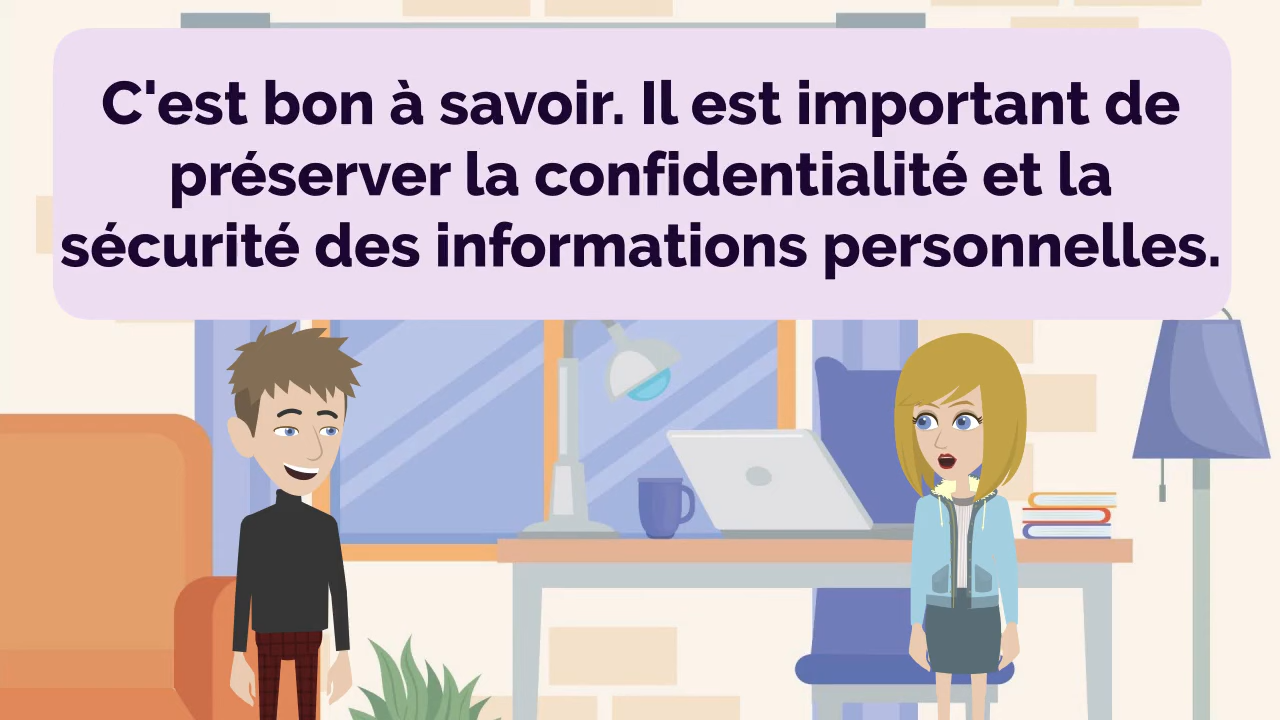 C'est bon à savoir. Il est important de
préserver la confidentialité et la
sécurité des informations personnelles.